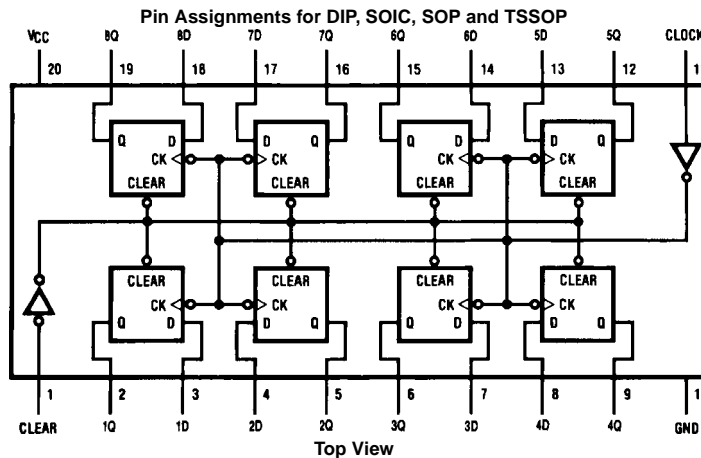 Pin Assignments for DIP, SOIC, SOP and TSSOP
VCC 8Q 8D 7D 7Q 6Q 6D 5D 5Q CLOCK
20 19 18 17 16 15 14 13 12 1
Q D D Q Q D D Q
CK CK CK CK
CLEAR CLEAR CLEAR CLEAR
CLEAR CLEAR CLEAR CLEAR
CK CK CK CK
Q D D Q Q D D Q
1 2 3 4 5 6 7 8 9 1
CLEAR 1Q 1D 2D 2Q 3Q 3D 4D 4Q GND
Top View